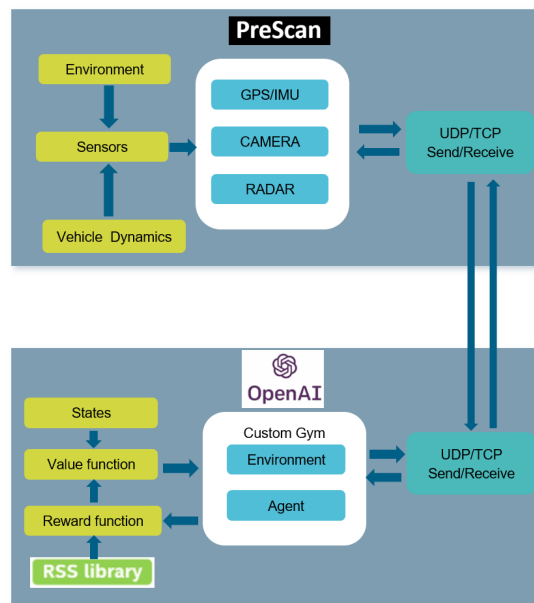 PreScan
Environment
Sensors
Vehicle Dynamics
GPS/IMU
CAMERA
RADAR
UDP/TCP
Send/Receive
OpenAI
States
Value function
Reward function
RSS library
Custom Gym
Environment
Agent
UDP/TCP
Send/Receive